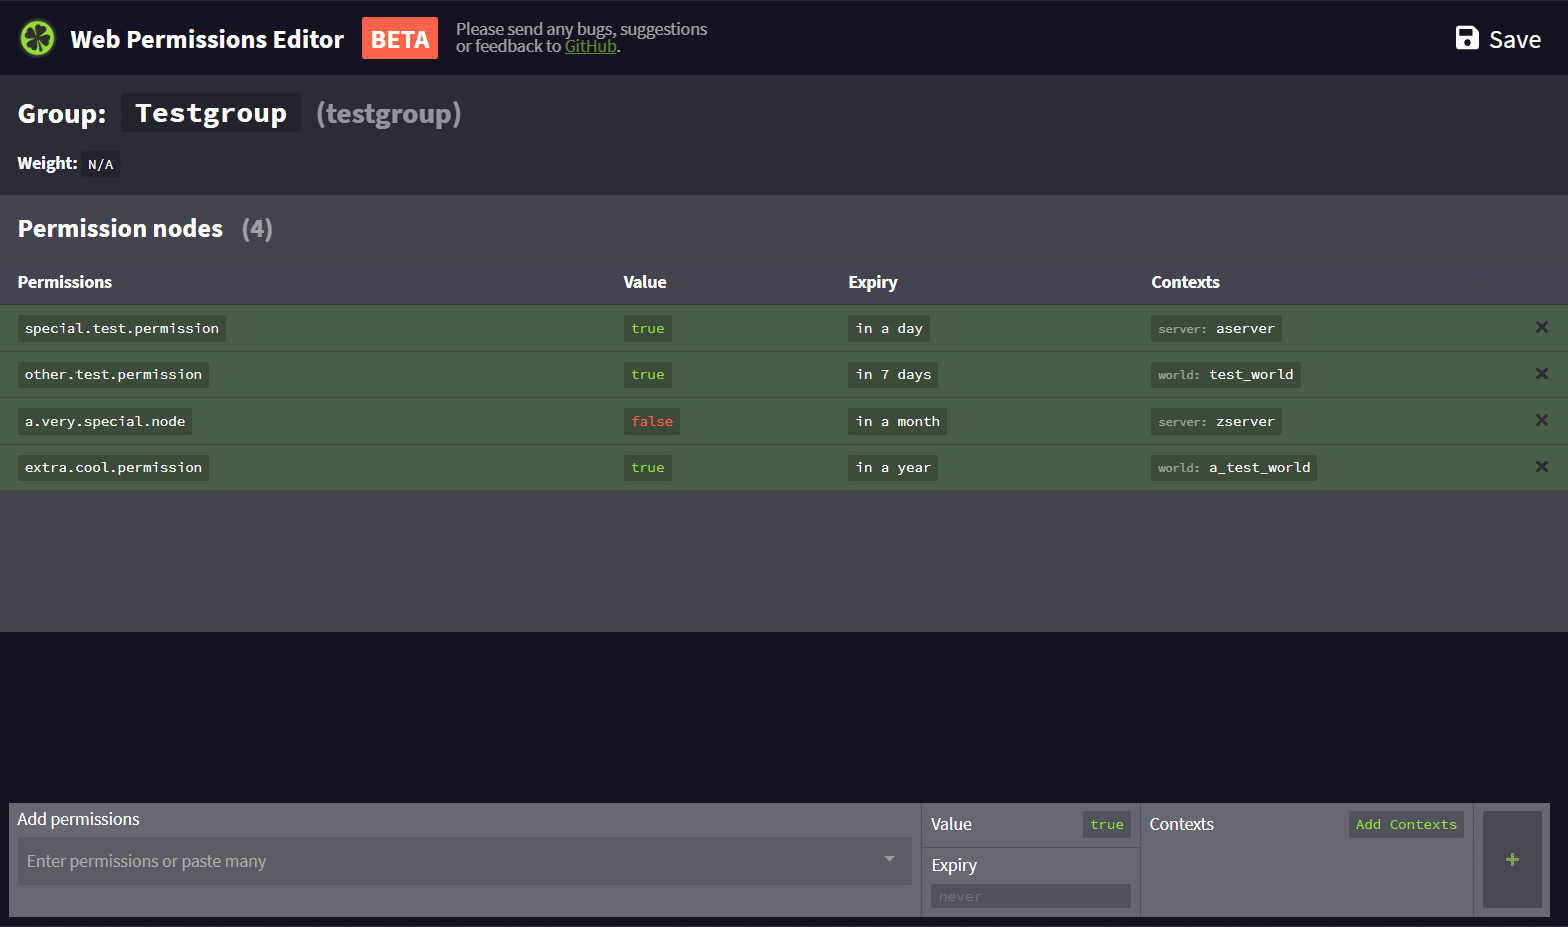 Web Permissions Editor BETA
Please send any bugs, suggestions
or feedback to GitHub.
Save
Group: Testgroup (testgroup)
Weight: N/A
Permission nodes (4)
Permissions Value Expiry Contexts
special.test.permission true in a day server: aserver
other.test.permission true in 7 days world: test_world
a.very.special.node false in a month server: zserver
extra.cool.permission true in a year world: a_test_world
Add permissions
Enter permissions or paste many
Value true
Expiry
never
Contexts Add Contexts
+